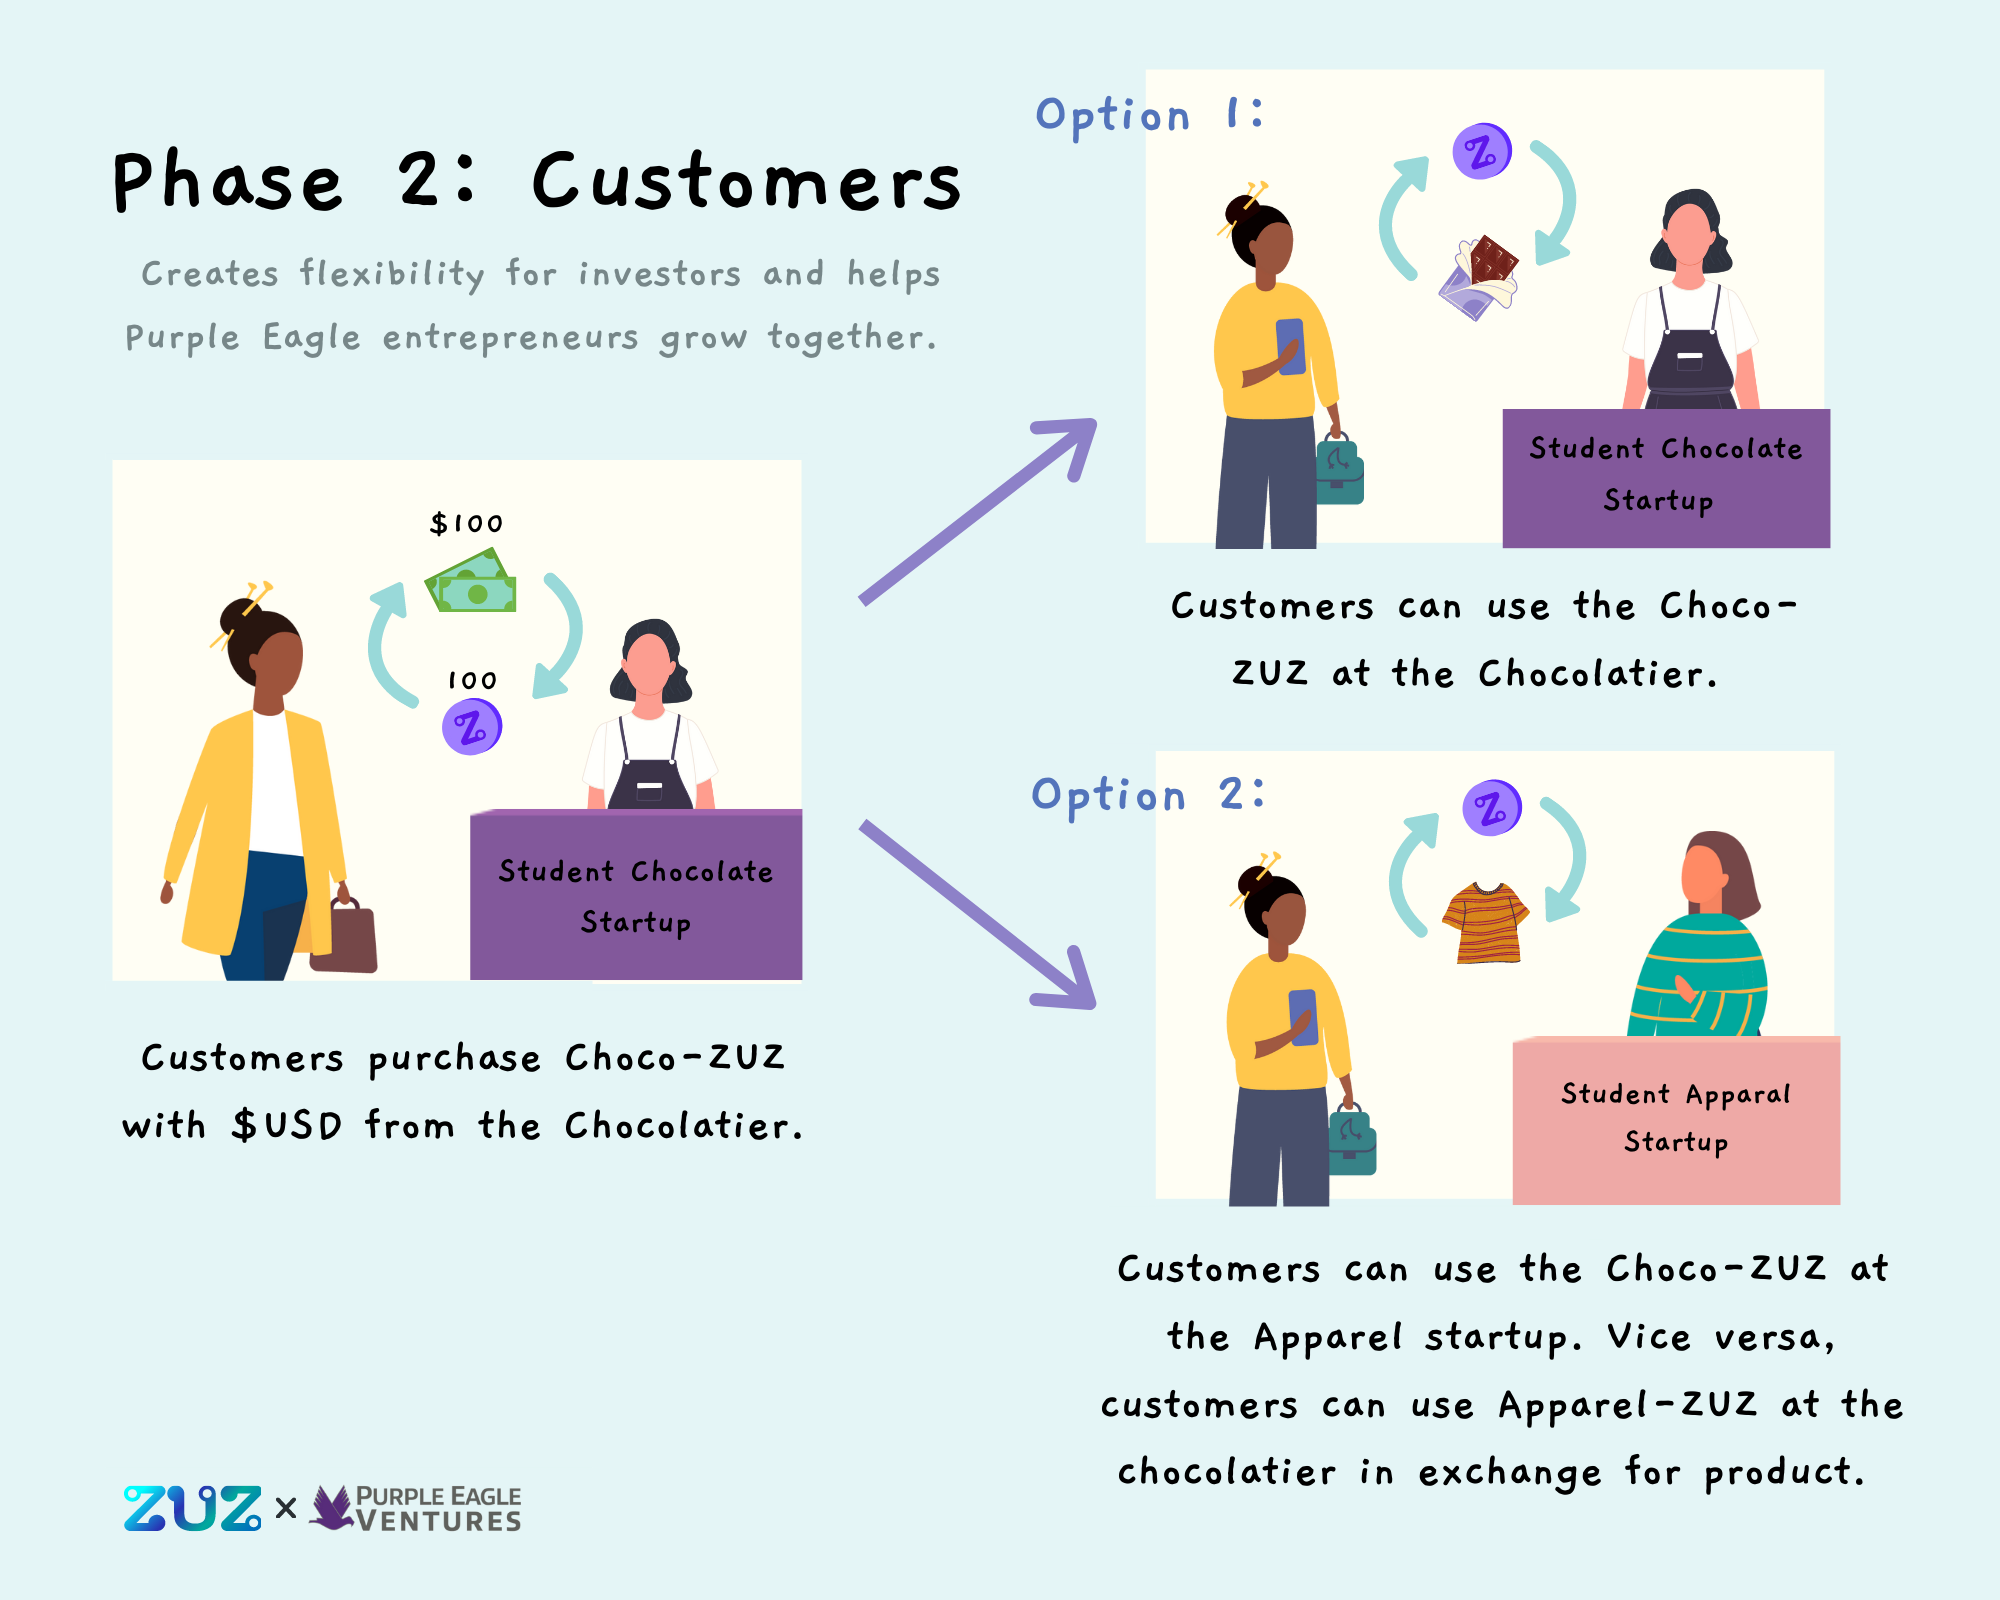 Phase 2: Customers
Creates flexibility for investors and helps
Purple Eagle entrepreneurs grow together.
$100
100
Student Chocolate
Startup
Customers purchase Choco-ZUZ
with $USD from the Chocolatier.
Option 1:
Student Chocolate
Startup
Customers can use the Choco-
ZUZ at the Chocolatier.
Option 2:
Student Apparal
Startup
Customers can use the Choco-ZUZ at
the Apparel startup. Vice versa,
customers can use Apparel-ZUZ at the
chocolatier in exchange for product.
ZUZ x PURPLE EAGLE
VENTURES